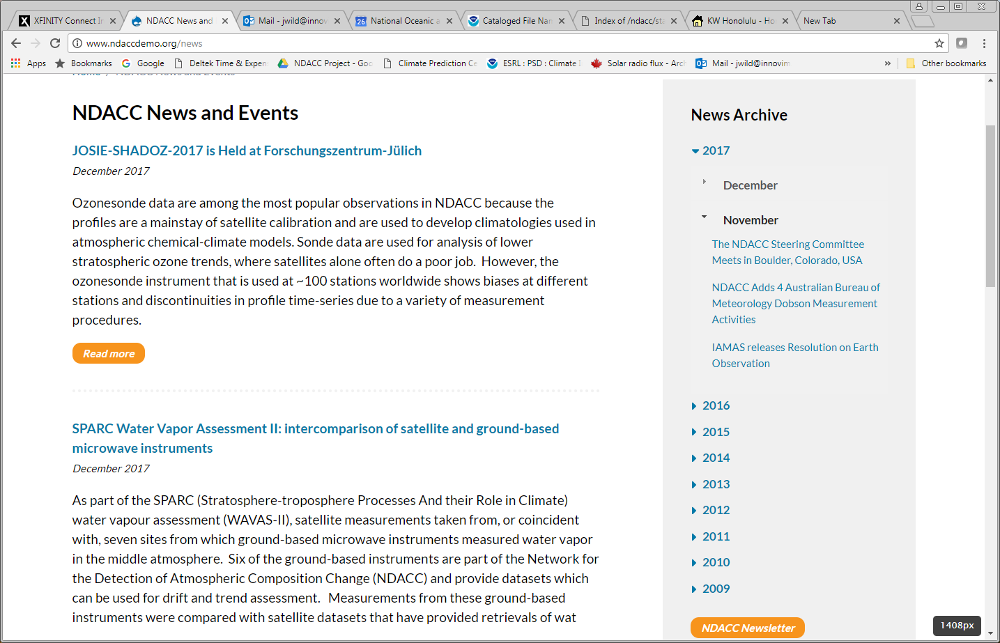 XFINITY Connect In
NDACC News and
Mail - jwild@innov
26
National Oceanic a
Cataloged File Nan
Index of /ndacc/sta
KW Honolulu - Ho
New Tab
www.ndaccdemo.org/news
Apps
Bookmarks
Google
Deltek Time & Expen
NDACC Project - Goo
Climate Prediction Ce
ESRL : PSD : Climate I
Solar radio flux - Arc
Mail - jwild@innovim
»
Other bookmarks
Home / NDACC News and Events
NDACC News and Events
JOSIE-SHADOZ-2017 is Held at Forschungszentrum-Jülich
December 2017
Ozonesonde data are among the most popular observations in NDACC because the
profiles are a mainstay of satellite calibration and are used to develop climatologies used in
atmospheric chemical-climate models. Sonde data are used for analysis of lower
stratospheric ozone trends, where satellites alone often do a poor job. However, the
ozonesonde instrument that is used at ~100 stations worldwide shows biases at different
stations and discontinuities in profile time-series due to a variety of measurement
procedures.
Read more
SPARC Water Vapor Assessment II: intercomparison of satellite and ground-based
microwave instruments
December 2017
As part of the SPARC (Stratosphere-troposphere Processes And their Role in Climate)
water vapour assessment (WAVAS-II), satellite measurements taken from, or coincident
with, seven sites from which ground-based microwave instruments measured water vapor
in the middle atmosphere. Six of the ground-based instruments are part of the Network for
the Detection of Atmospheric Composition Change (NDACC) and provide datasets which
can be used for drift and trend assessment. Measurements from these ground-based
instruments were compared with satellite datasets that have provided retrievals of wat
News Archive
2017
December
November
The NDACC Steering Committee
Meets in Boulder, Colorado, USA
NDACC Adds 4 Australian Bureau of
Meteorology Dobson Measurement
Activities
IAMAS releases Resolution on Earth
Observation
2016
2015
2014
2013
2012
2011
2010
2009
NDACC Newsletter
1408px